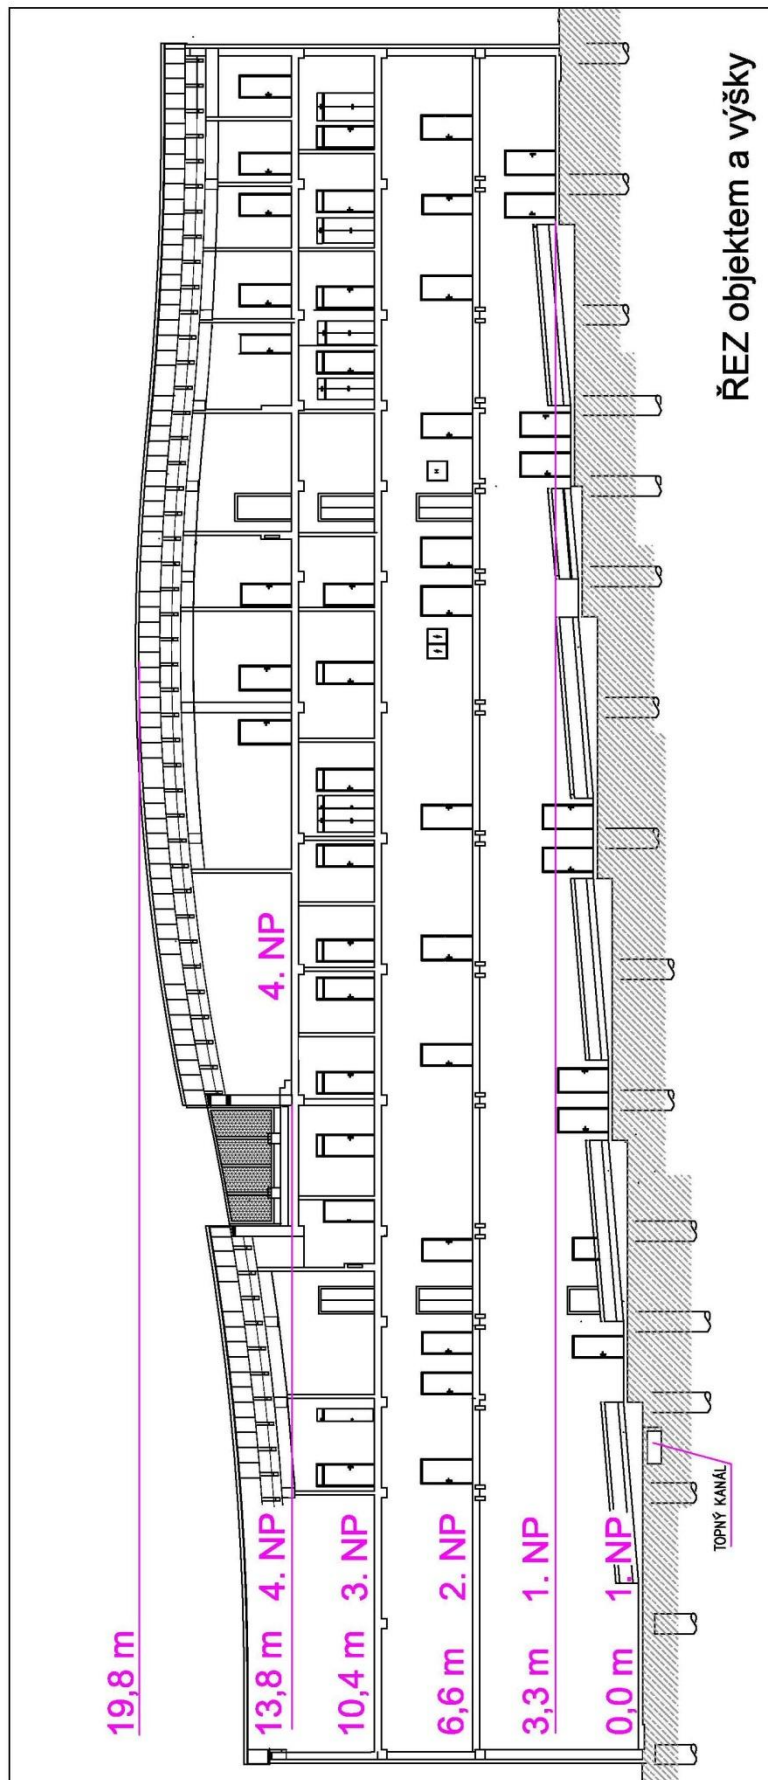 ŘEZ objektem a výšky
19,8 m
4. NP
13,8 m 4. NP
10,4 m 3. NP
6,6 m 2. NP
3,3 m 1. NP
0,0 m 1. NP
TOPNÝ KANÁL